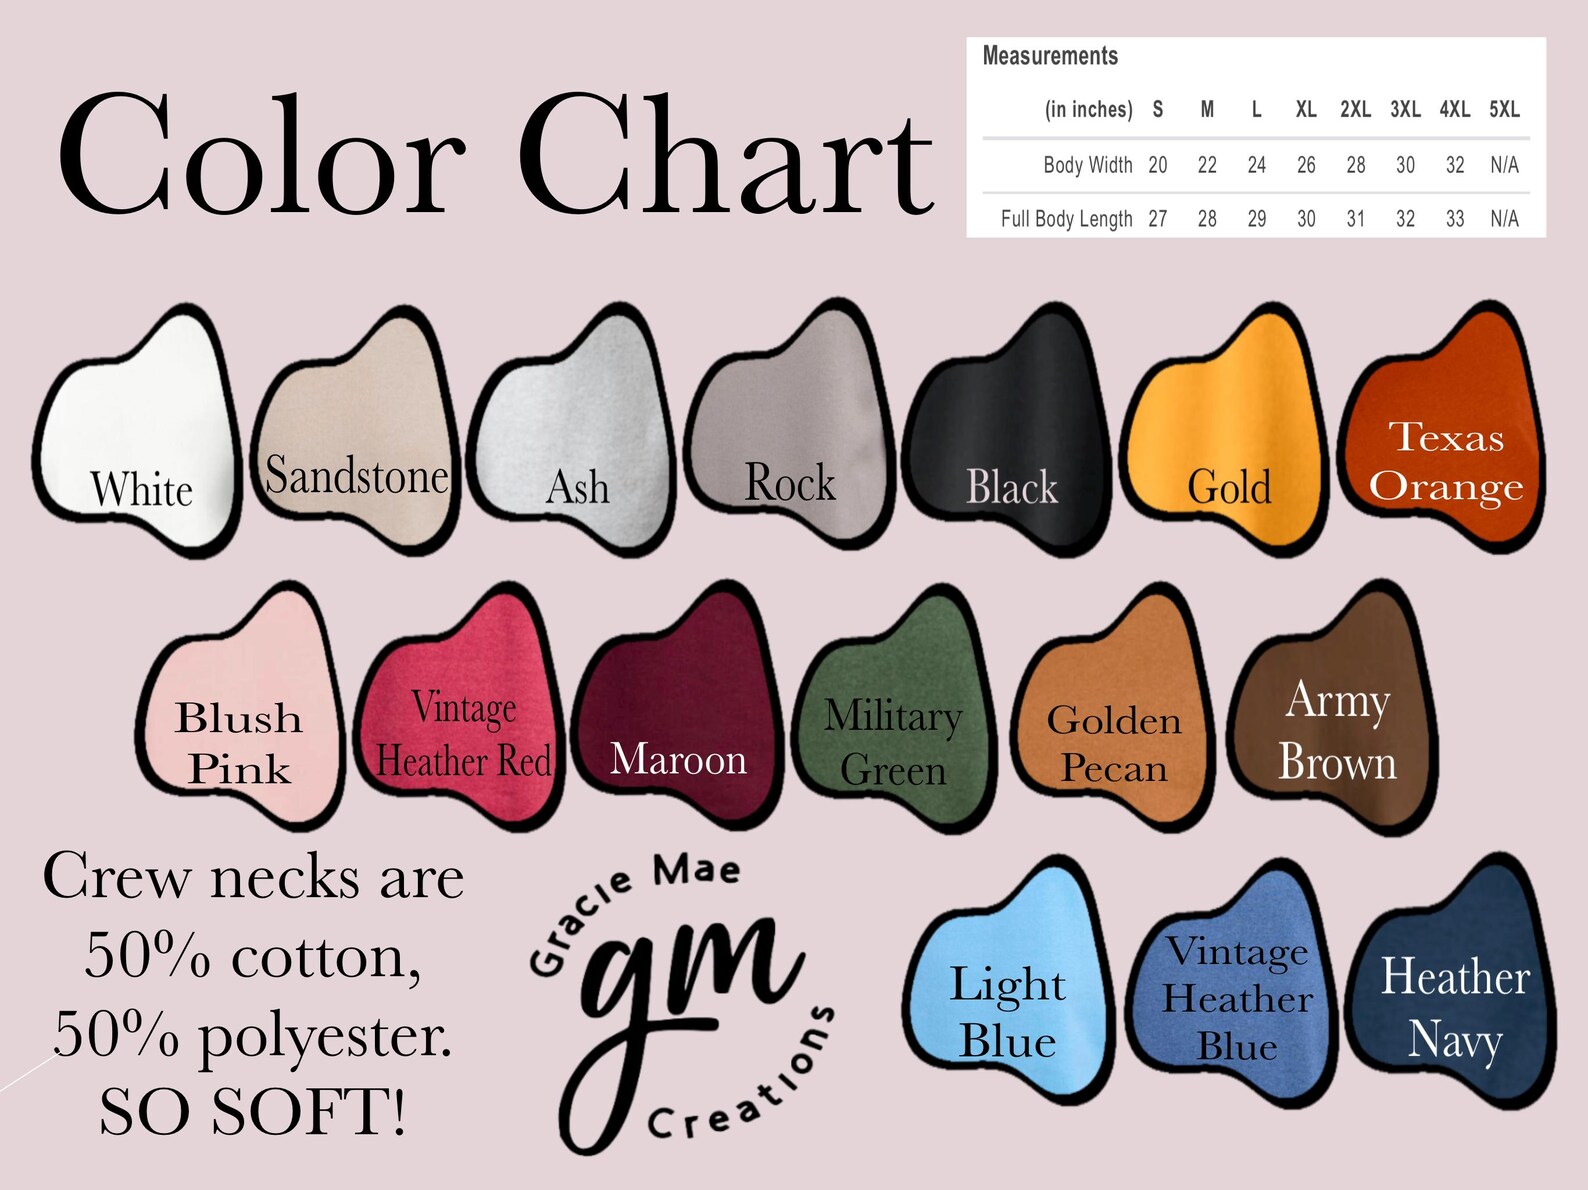 Color Chart
Measurements
(in inches) S M L XL 2XL 3XL 4XL 5XL
Body Width 20 22 24 26 28 30 32 N/A
Full Body Length 27 28 29 30 31 32 33 N/A
White
Sandstone
Ash
Rock
Black
Gold
Texas
Orange
Blush
Pink
Vintage
Heather Red
Maroon
Military
Green
Golden
Pecan
Army
Brown
Crew necks are
50% cotton,
50% polyester.
SO SOFT!
Gracie Mae
gm
Creations
Light
Blue
Vintage
Heather
Blue
Heather
Navy